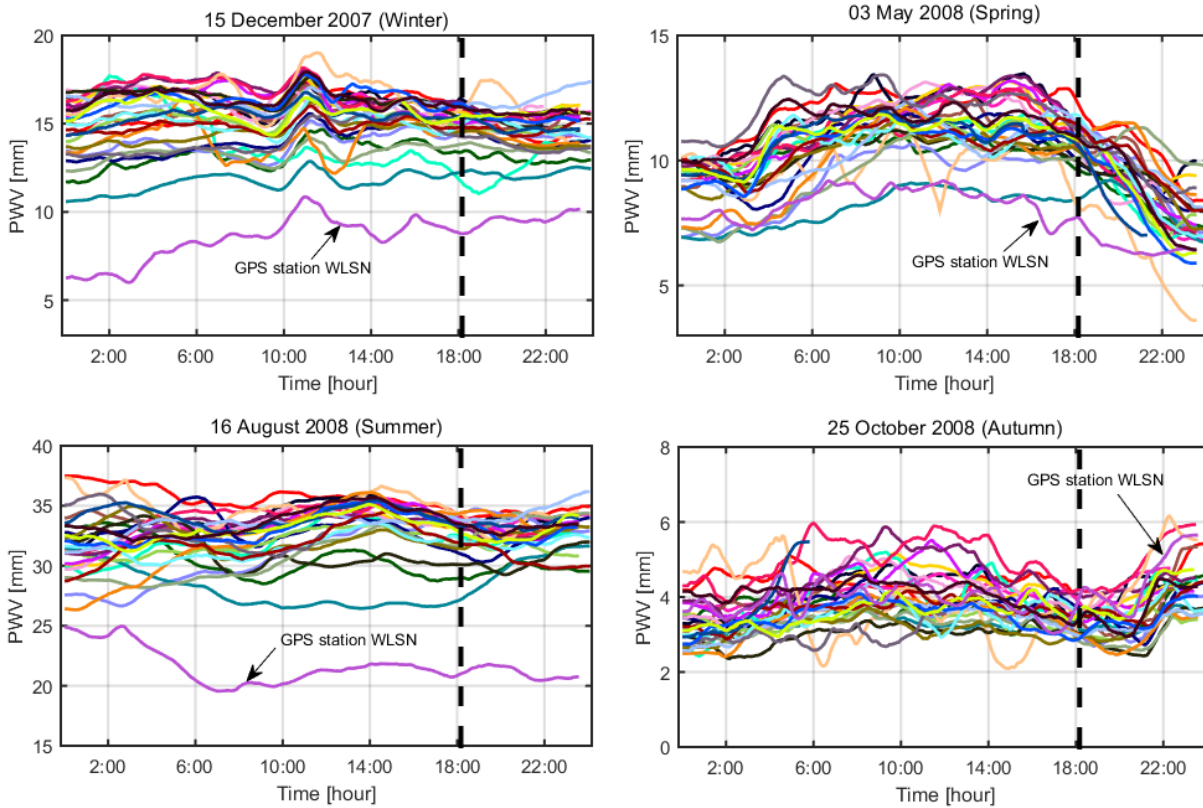 15 December 2007 (Winter)
20
15
10
5
PWV [mm]
GPS station WLSN
2:00 6:00 10:00 14:00 18:00 22:00
Time [hour]
03 May 2008 (Spring)
15
10
5
PWV [mm]
GPS station WLSN
2:00 6:00 10:00 14:00 18:00 22:00
Time [hour]
16 August 2008 (Summer)
40
35
30
25
20
15
PWV [mm]
GPS station WLSN
2:00 6:00 10:00 14:00 18:00 22:00
Time [hour]
25 October 2008 (Autumn)
8
6
4
2
0
PWV [mm]
GPS station WLSN
2:00 6:00 10:00 14:00 18:00 22:00
Time [hour]